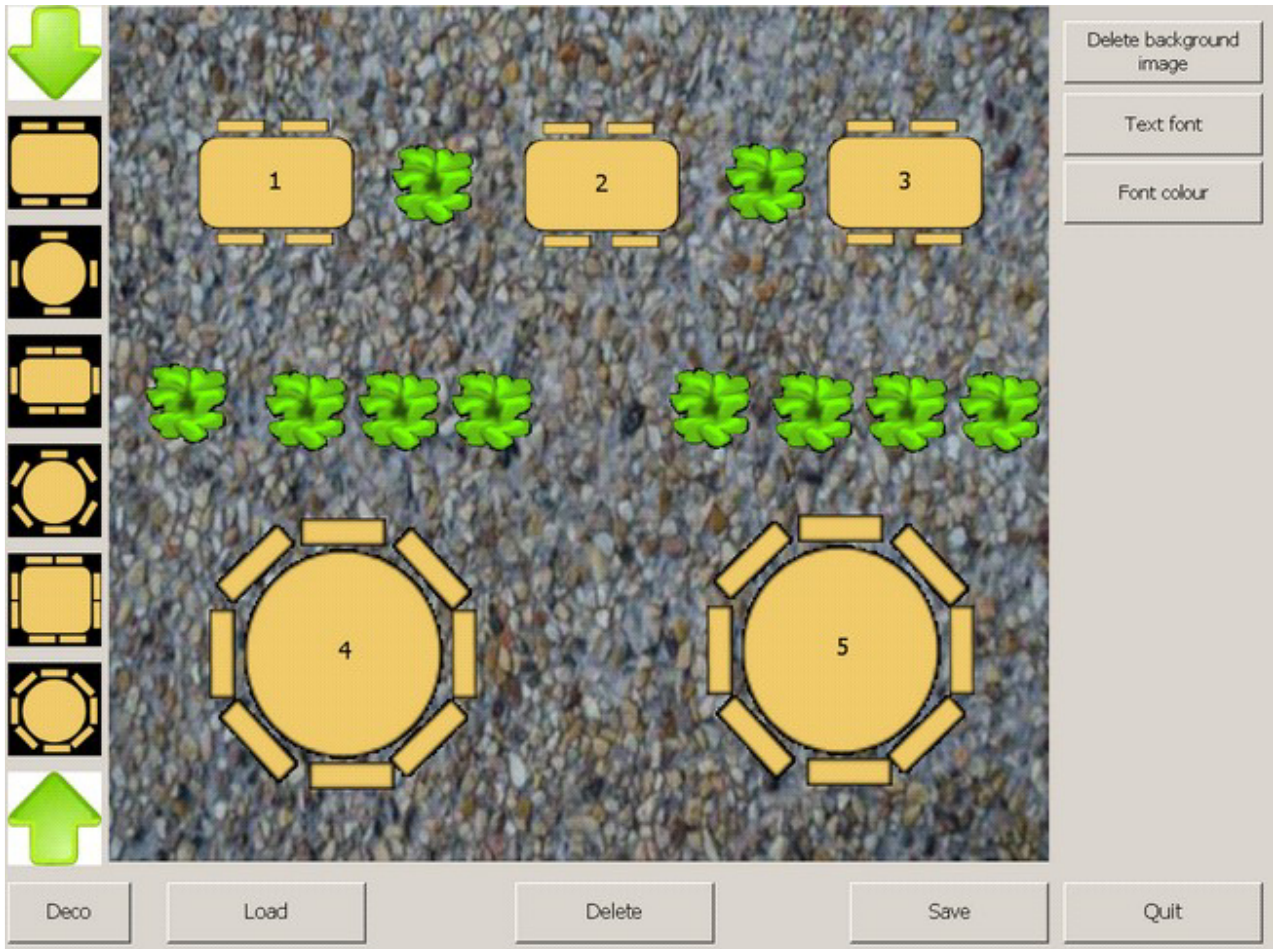 Delete background
image
Text font
Font colour
1
2
3
4
5
Deco
Load
Delete
Save
Quit